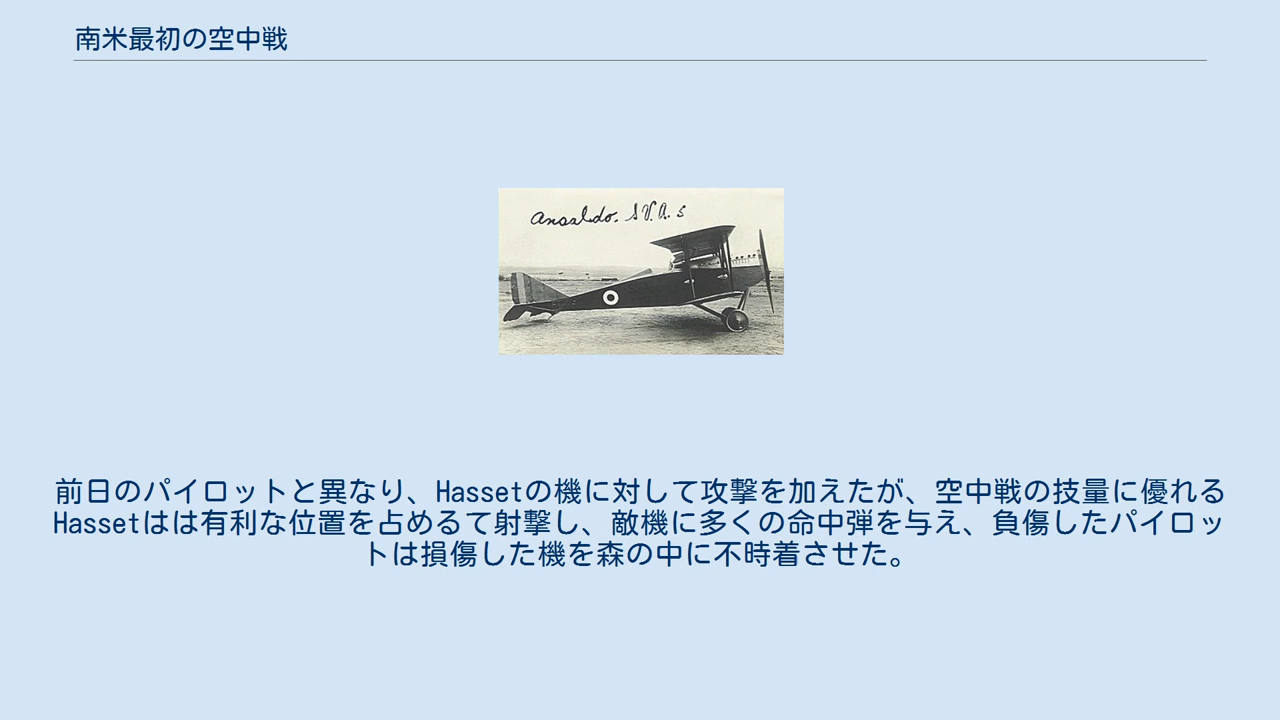 南米最初の空中戦
Ansaldo. S.V.A. 5
前日のパイロットと異なり、Hassetの機に対して攻撃を加えたが、空中戦の技量に優れる
Hassetはは有利な位置を占めるて射撃し、敵機に多くの命中弾を与え、負傷したパイロッ
トは損傷した機を森の中に不時着させた。